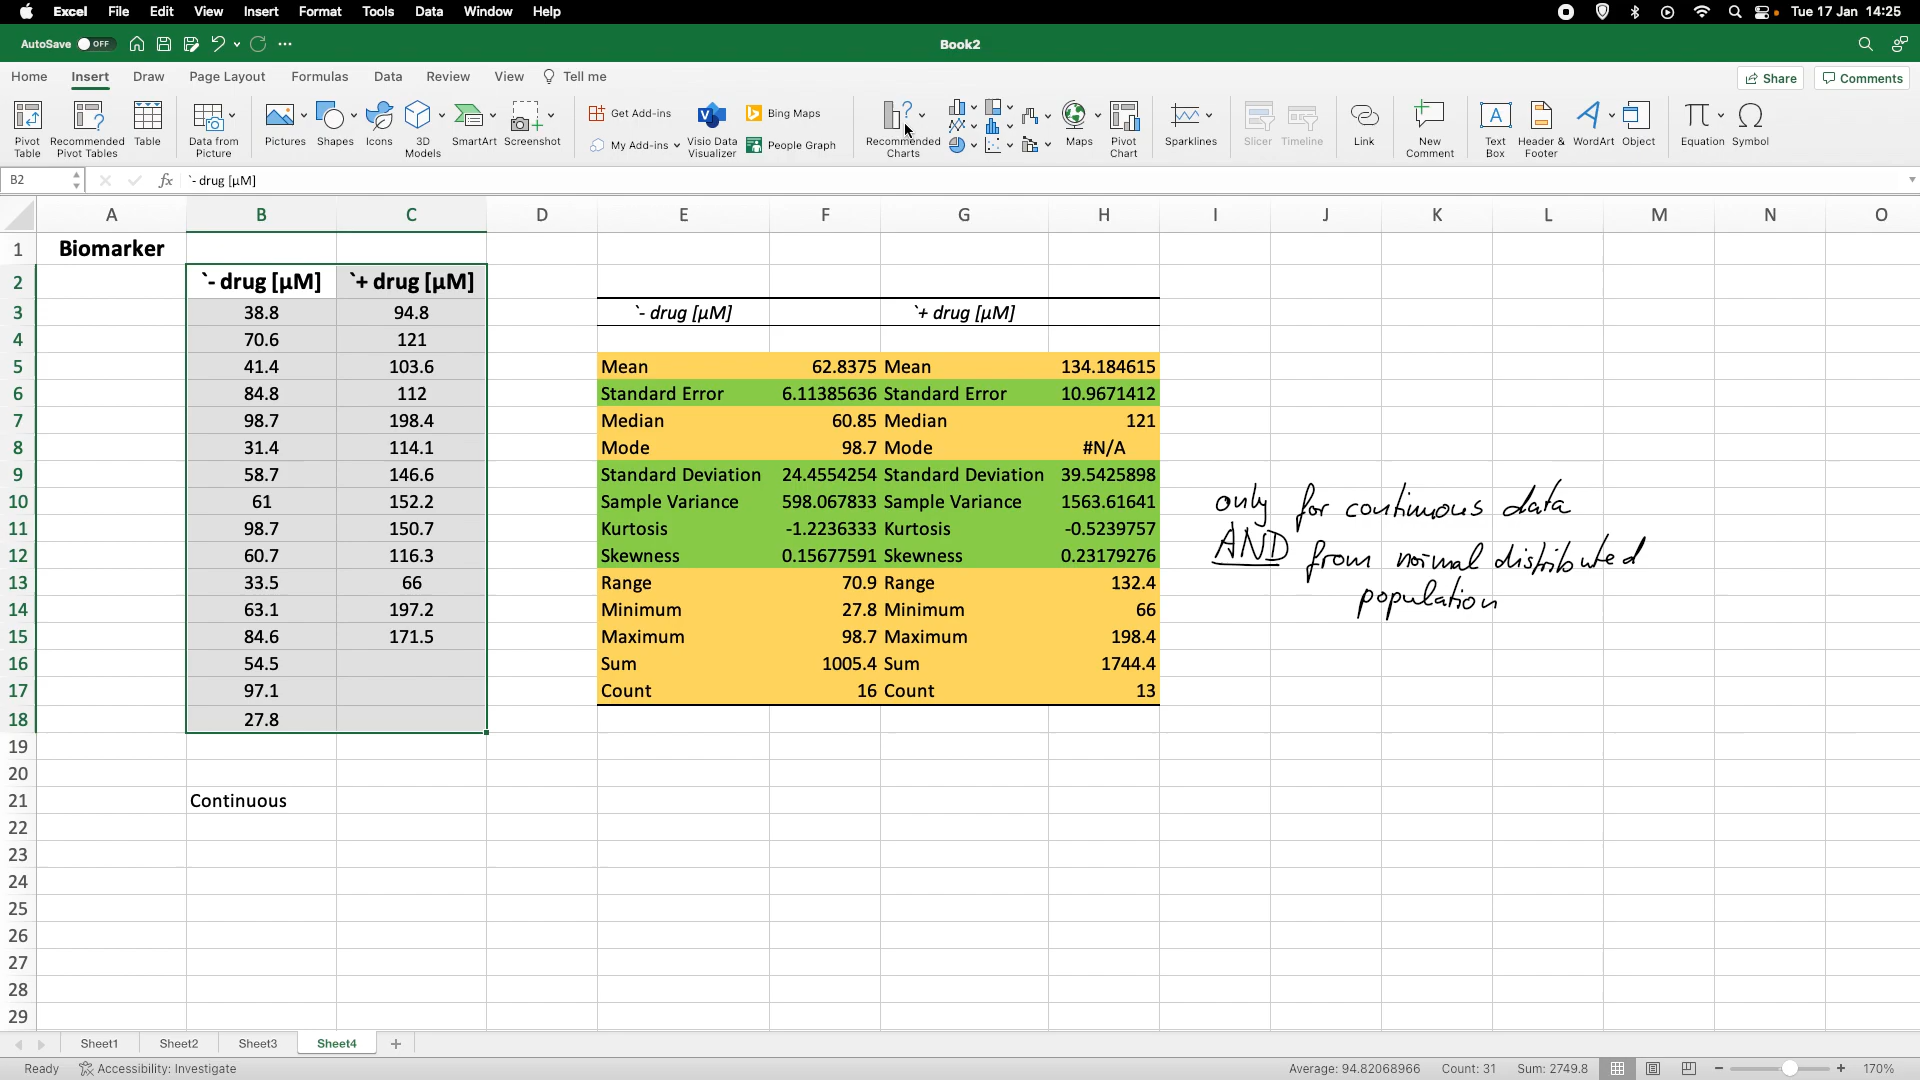 Excel File Edit View Insert Format Tools Data Window Help Tue 17 Jan 14:25
AutoSave OFF Book2
Home Insert Draw Page Layout Formulas Data Review View Tell me Share Comments
Pivot Table
Recommended Pivot Tables
Table
Data from Picture
Pictures
Shapes
Icons
3D Models
SmartArt
Screenshot
Get Add-ins
My Add-ins
Visio Data Visualizer
Bing Maps
People Graph
Recommended Charts
Maps
Pivot Chart
Sparklines
Slicer
Timeline
Link
New Comment
Text Box
Header & Footer
WordArt
Object
Equation
Symbol
B2 fx `- drug [µM]
A B C D E F G H I J K L M N O
1 Biomarker
2 `- drug [µM] `+ drug [µM]
3 38.8 94.8 `- drug [µM] `+ drug [µM]
4 70.6 121
5 41.4 103.6 Mean 62.8375 Mean 134.184615
6 84.8 112 Standard Error 6.11385636 Standard Error 10.9671412
7 98.7 198.4 Median 60.85 Median 121
8 31.4 114.1 Mode 98.7 Mode #N/A
9 58.7 146.6 Standard Deviation 24.4554254 Standard Deviation 39.5425898
10 61 152.2 Sample Variance 598.067833 Sample Variance 1563.61641 only for continuous data
11 98.7 150.7 Kurtosis -1.2236333 Kurtosis -0.5239757
12 60.7 116.3 Skewness 0.15677591 Skewness 0.23179276 AND from normal distributed
13 33.5 66 Range 70.9 Range 132.4
14 63.1 197.2 Minimum 27.8 Minimum 66 population
15 84.6 171.5 Maximum 98.7 Maximum 198.4
16 54.5 Sum 1005.4 Sum 1744.4
17 97.1 Count 16 Count 13
18 27.8
19
20
21 Continuous
22
23
24
25
26
27
28
29
Sheet1 Sheet2 Sheet3 Sheet4 +
Ready Accessibility: Investigate Average: 94.82068966 Count: 31 Sum: 2749.8 170%